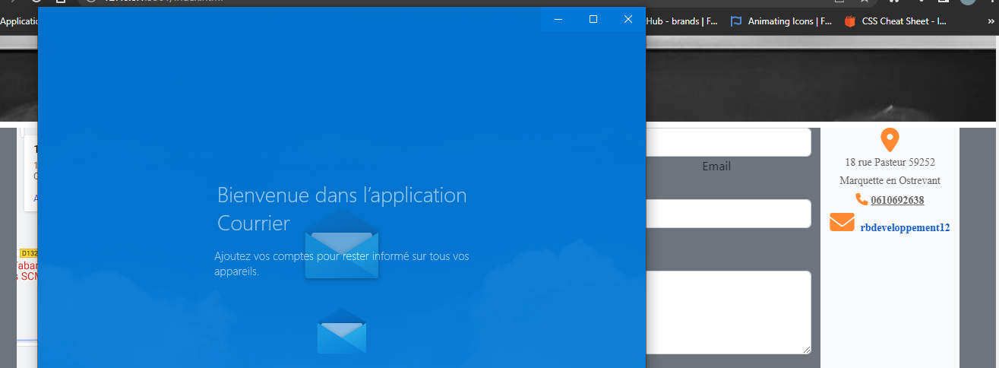 Applicatio
Hub - brands | F...
Animating Icons | F...
CSS Cheat Sheet - I...
»
Bienvenue dans l'application
Courrier
Ajoutez vos comptes pour rester informé sur tous vos
appareils.
D132
Email
18 rue Pasteur 59252
Marquette en Ostrevant
0610692638
rbdeveloppement12